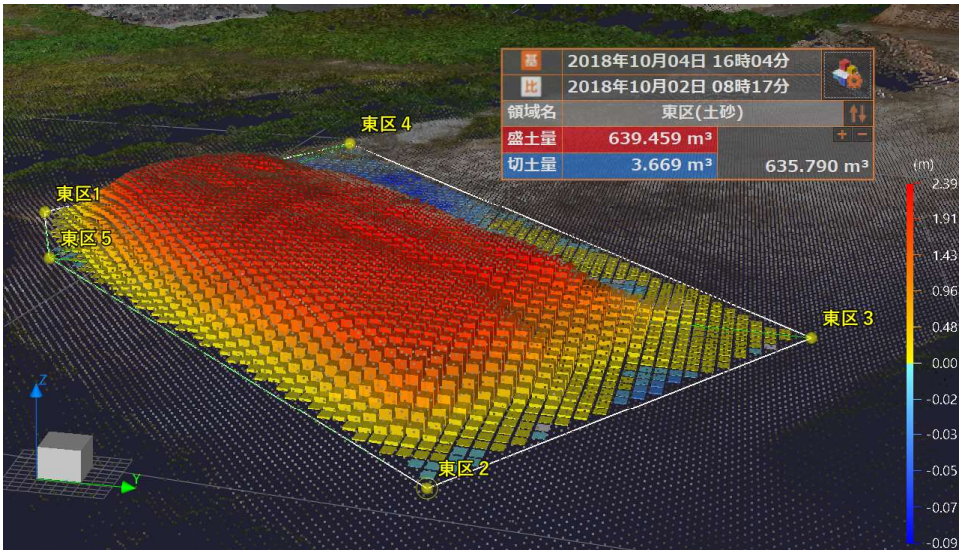 基 2018年10月04日 16時04分
比 2018年10月02日 08時17分
領域名 東区(土砂)
盛土量 639.459 m³
+ −
切土量 3.669 m³ 635.790 m³
東区4
東区1
東区5
東区3
東区2
Z
Y
(m)
2.39
1.91
1.43
0.96
0.48
0.00
-0.02
-0.03
-0.05
-0.07
-0.09